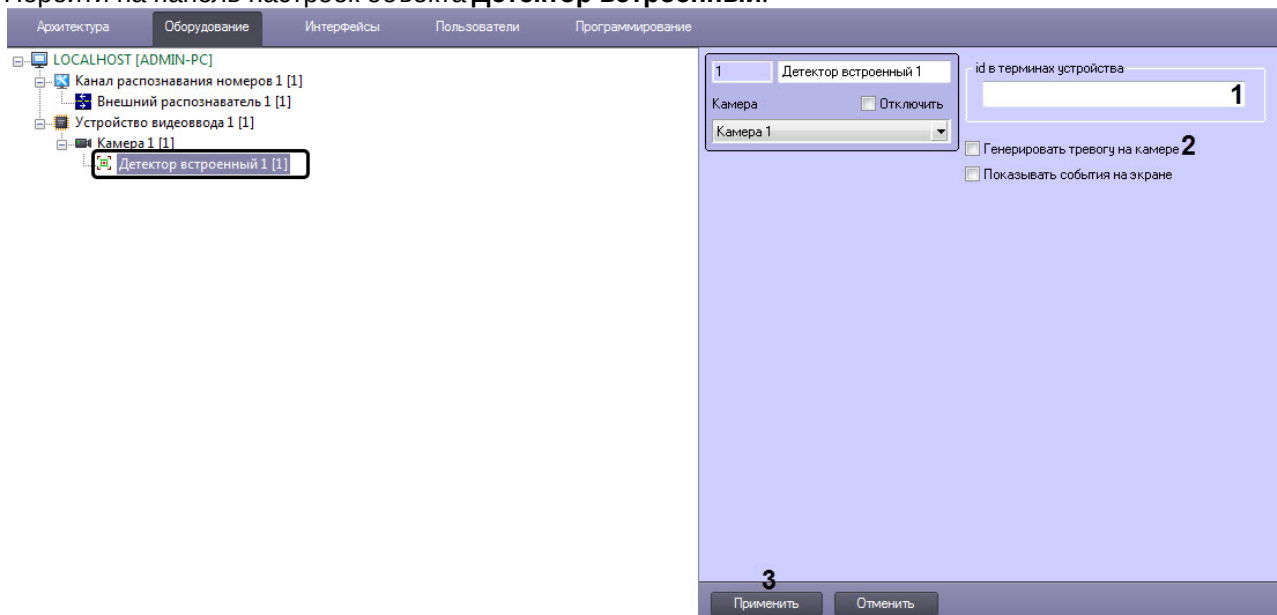 Перейти на панель настроек объекта Детектор встроенный.
Архитектура Оборудование Интерфейсы Пользователи Программирование
LOCALHOST [ADMIN-PC]
Канал распознавания номеров 1 [1]
Внешний распознаватель 1 [1]
Устройство видеоввода 1 [1]
Камера 1 [1]
Детектор встроенный 1 [1]
1 Детектор встроенный 1
Камера Отключить
Камера 1
id в терминах устройства
1
Генерировать тревогу на камере 2
Показывать события на экране
3
Применить Отменить